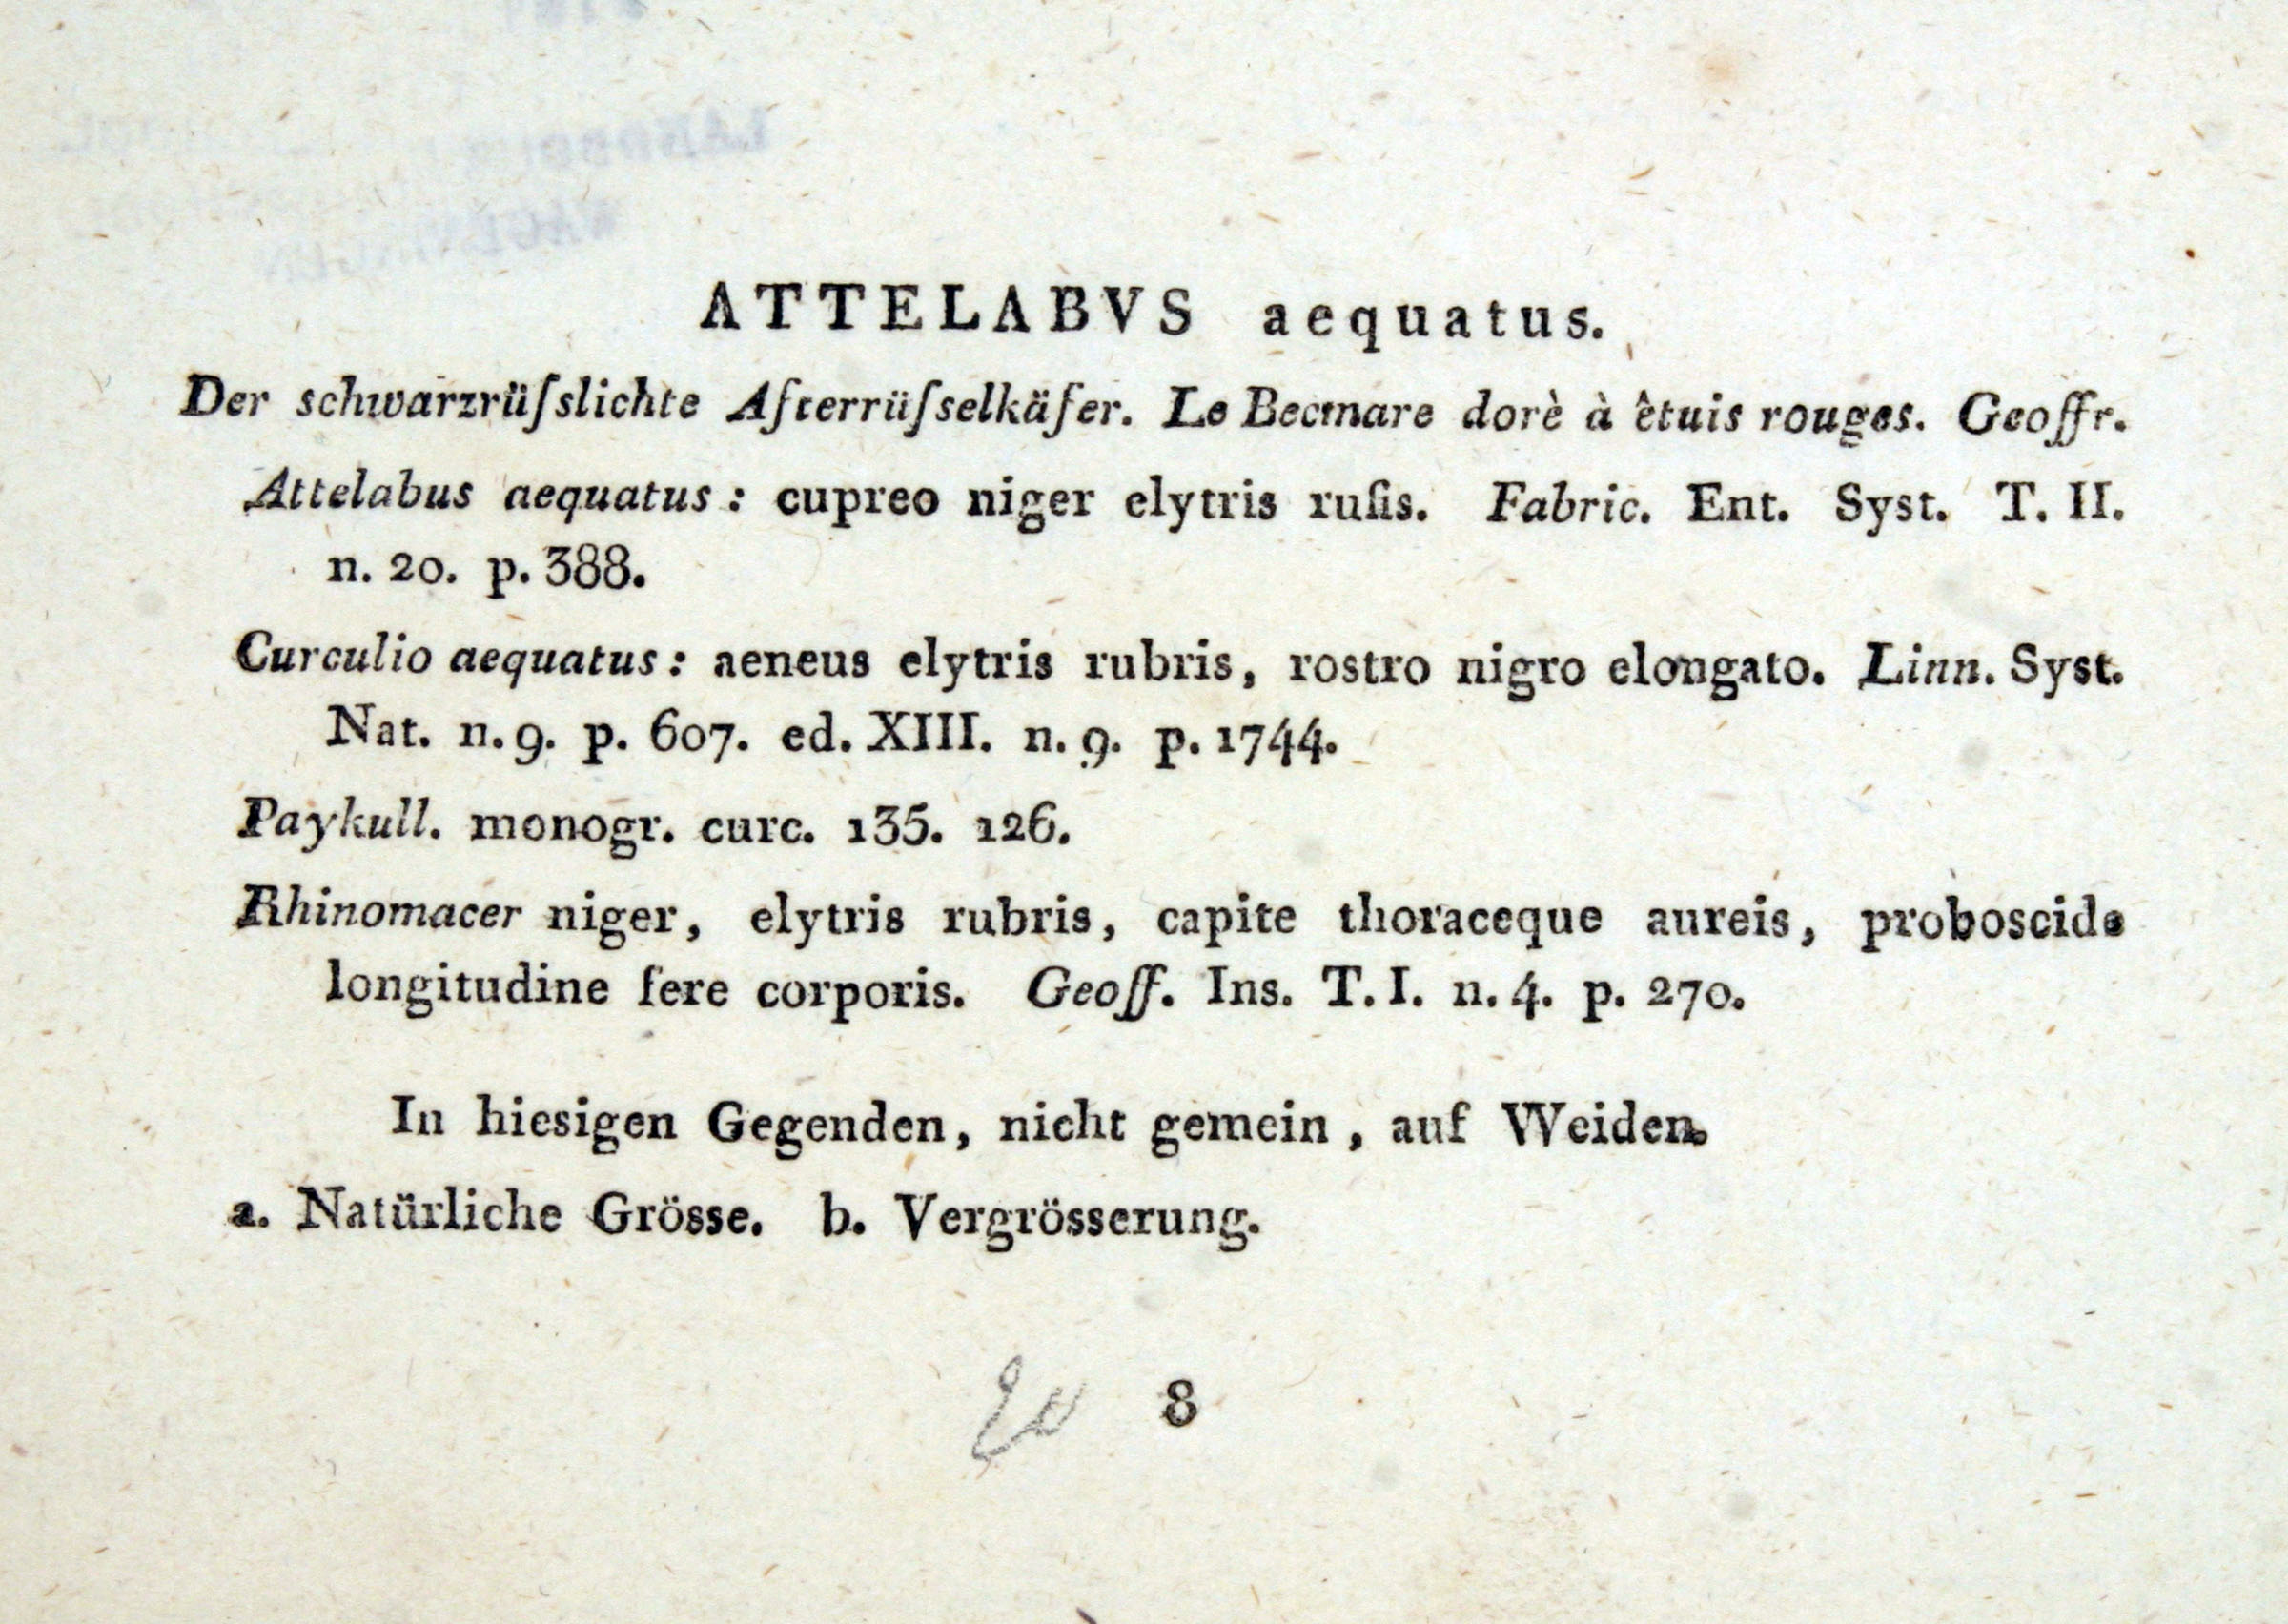 ATTELABVS aequatus.
Der schwarzrüſslichte Afterrüſselkäfer. Le Becmare dorè à êtuis rouges. Geoffr.
Attelabus aequatus: cupreo niger elytris rufis. Fabric. Ent. Syst. T. II.
n. 20. p. 388.
Curculio aequatus: aeneus elytris rubris, rostro nigro elongato. Linn. Syst.
Nat. n. 9. p. 607. ed. XIII. n. 9. p. 1744.
Paykull. monogr. curc. 135. 126.
Rhinomacer niger, elytris rubris, capite thoraceque aureis, proboscide
longitudine fere corporis. Geoff. Ins. T. I. n. 4. p. 270.
In hiesigen Gegenden, nicht gemein, auf Weiden.
a. Natürliche Grösse. b. Vergrösserung.
8